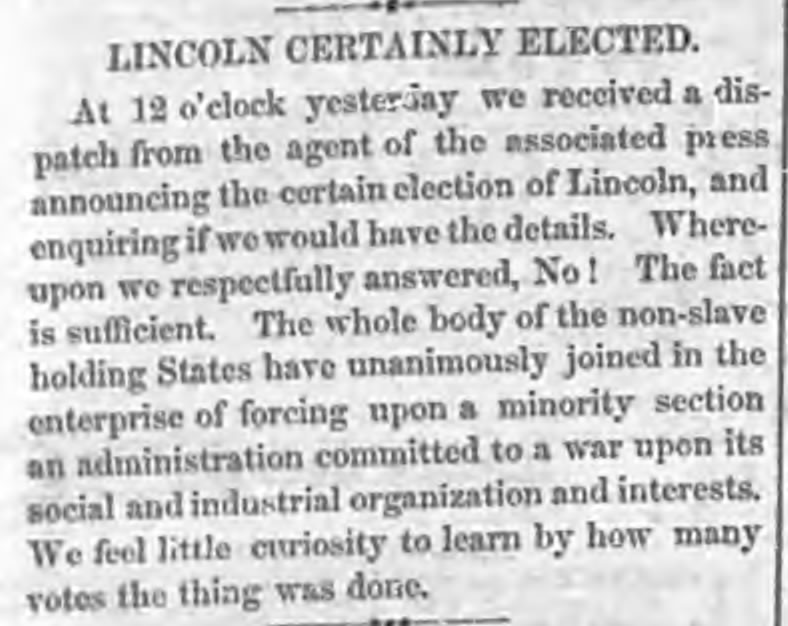 LINCOLN CERTAINLY ELECTED.
At 12 o'clock yesterday we received a dis-
patch from the agent of the associated press
announcing the certain election of Lincoln, and
enquiring if we would have the details. Where-
upon we respectfully answered, No! The fact
is sufficient. The whole body of the non-slave
holding States have unanimously joined in the
enterprise of forcing upon a minority section
an administration committed to a war upon its
social and industrial organization and interests.
We feel little curiosity to learn by how many
votes the thing was done.